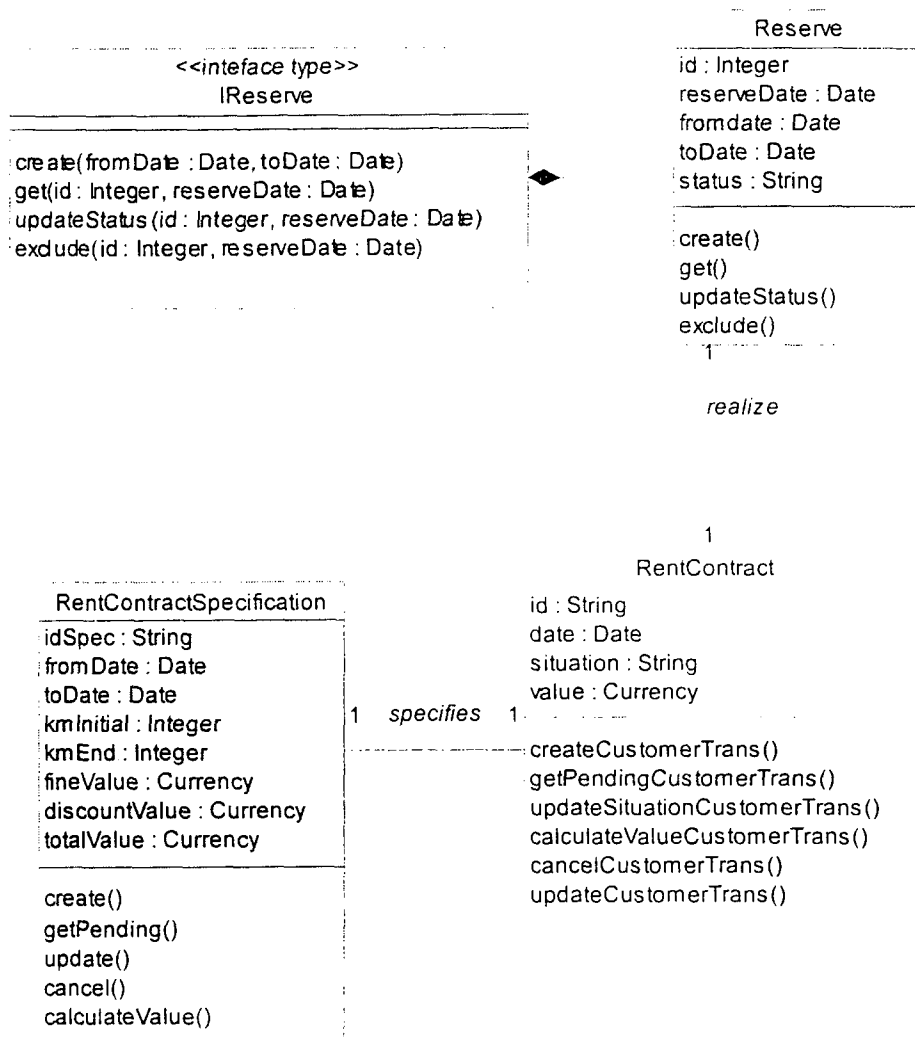 <<inteface type>>
IReserve
create(fromDate : Date, toDate : Date)
get(id : Integer, reserveDate : Date)
updateStatus(id : Integer, reserveDate : Date)
exclude(id : Integer, reserveDate : Date)
Reserve
id : Integer
reserveDate : Date
fromdate : Date
toDate : Date
status : String
create()
get()
updateStatus()
exclude()
1
realize
1
RentContract
id : String
date : Date
situation : String
value : Currency
createCustomerTrans()
getPendingCustomerTrans()
updateSituationCustomerTrans()
calculateValueCustomerTrans()
cancelCustomerTrans()
updateCustomerTrans()
1 specifies 1
RentContractSpecification
idSpec : String
fromDate : Date
toDate : Date
kmInitial : Integer
kmEnd : Integer
fineValue : Currency
discountValue : Currency
totalValue : Currency
create()
getPending()
update()
cancel()
calculateValue()